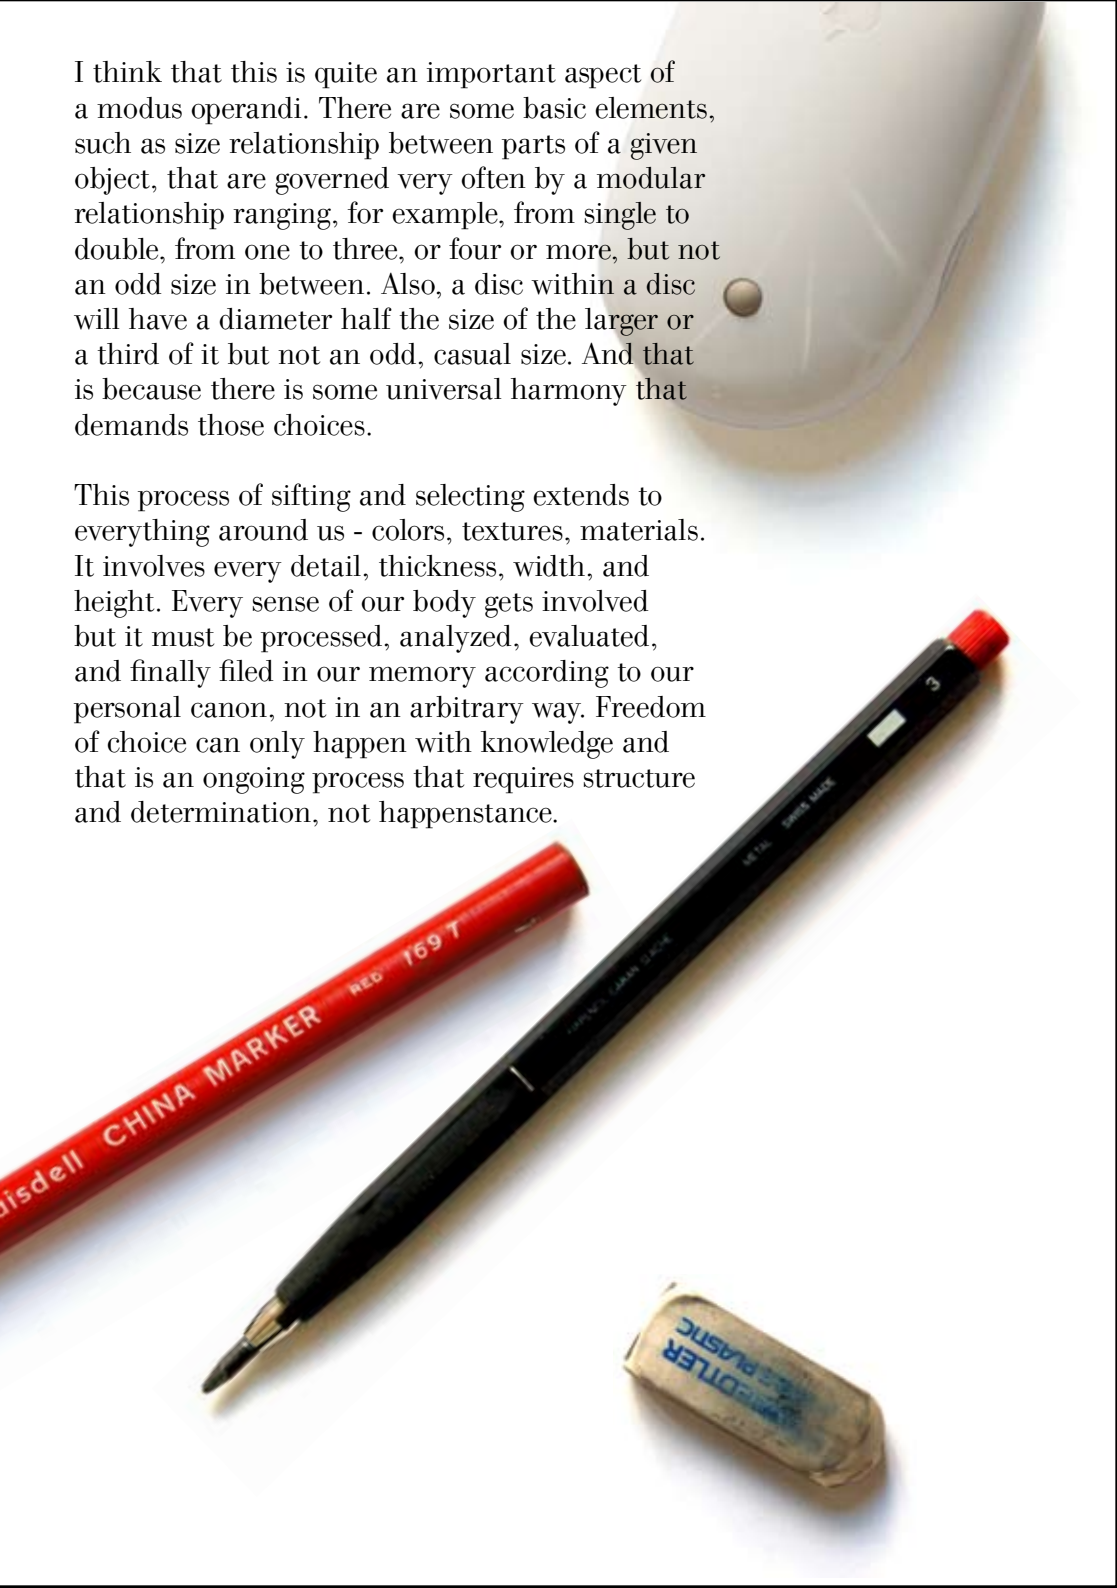 I think that this is quite an important aspect of
a modus operandi. There are some basic elements,
such as size relationship between parts of a given
object, that are governed very often by a modular
relationship ranging, for example, from single to
double, from one to three, or four or more, but not
an odd size in between. Also, a disc within a disc
will have a diameter half the size of the larger or
a third of it but not an odd, casual size. And that
is because there is some universal harmony that
demands those choices.
This process of sifting and selecting extends to
everything around us - colors, textures, materials.
It involves every detail, thickness, width, and
height. Every sense of our body gets involved
but it must be processed, analyzed, evaluated,
and finally filed in our memory according to our
personal canon, not in an arbitrary way. Freedom
of choice can only happen with knowledge and
that is an ongoing process that requires structure
and determination, not happenstance.
3
METAL SWISS MADE
CHINA MARKER RED 169 T
PLASTIC